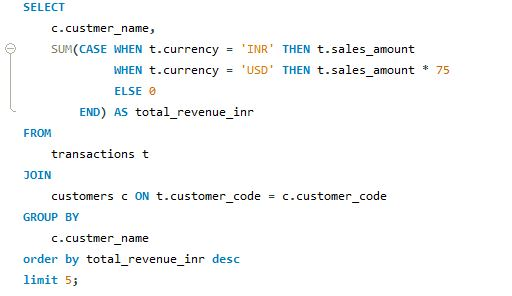 SELECT
c.custmer_name,
SUM(CASE WHEN t.currency = 'INR' THEN t.sales_amount
WHEN t.currency = 'USD' THEN t.sales_amount * 75
ELSE 0
END) AS total_revenue_inr
FROM
transactions t
JOIN
customers c ON t.customer_code = c.customer_code
GROUP BY
c.custmer_name
order by total_revenue_inr desc
limit 5;